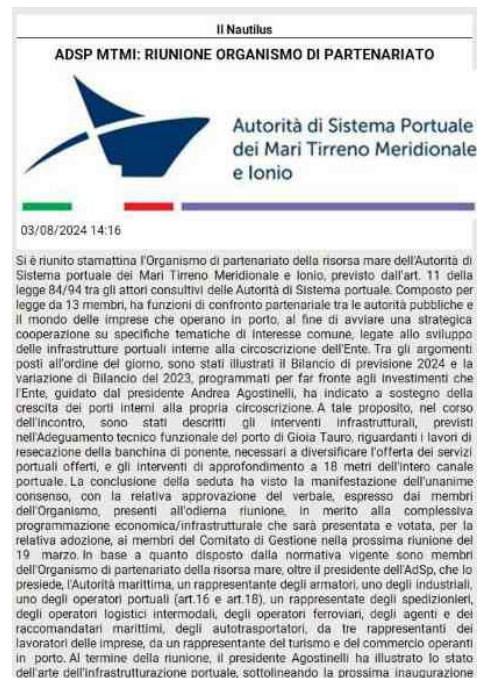 Il Nautilus
ADSP MTMI: RIUNIONE ORGANISMO DI PARTENARIATO
Autorità di Sistema Portuale
dei Mari Tirreno Meridionale
e Ionio
03/08/2024 14:16
Si è riunito stamattina l'Organismo di partenariato della risorsa mare dell'Autorità di
Sistema portuale dei Mari Tirreno Meridionale e Ionio, previsto dall'art. 11 della
legge 84/94 tra gli attori consultivi delle Autorità di Sistema portuale. Composto per
legge da 13 membri, ha funzioni di confronto partenariale tra le autorità pubbliche e
il mondo delle imprese che operano in porto, al fine di avviare una strategica
cooperazione su specifiche tematiche di interesse comune, legate allo sviluppo
delle infrastrutture portuali interne alla circoscrizione dell'Ente. Tra gli argomenti
posti all'ordine del giorno, sono stati illustrati il Bilancio di previsione 2024 e la
variazione di Bilancio del 2023, programmati per far fronte agli investimenti che
l'Ente, guidato dal presidente Andrea Agostinelli, ha indicato a sostegno della
crescita dei porti interni alla propria circoscrizione. A tale proposito, nel corso
dell'incontro, sono stati descritti gli interventi infrastrutturali, previsti
nell'Adeguamento tecnico funzionale del porto di Gioia Tauro, riguardanti i lavori di
resecazione della banchina di ponente, necessari a diversificare l'offerta dei servizi
portuali offerti, e gli interventi di approfondimento a 18 metri dell'intero canale
portuale. La conclusione della seduta ha visto la manifestazione dell'unanime
consenso, con la relativa approvazione del verbale, espresso dai membri
dell'Organismo, presenti all'odierna riunione, in merito alla complessiva
programmazione economica/infrastrutturale che sarà presentata e votata, per la
relativa adozione, ai membri del Comitato di Gestione nella prossima riunione del
19 marzo. In base a quanto disposto dalla normativa vigente sono membri
dell'Organismo di partenariato della risorsa mare, oltre il presidente dell'AdSp, che lo
presiede, l'Autorità marittima, un rappresentante degli armatori, uno degli industriali,
uno degli operatori portuali (art.16 e art.18), un rappresentate degli spedizionieri,
degli operatori logistici intermodali, degli operatori ferroviari, degli agenti e dei
raccomandatari marittimi, degli autotrasportatori, da tre rappresentanti dei
lavoratori delle imprese, da un rappresentante del turismo e del commercio operanti
in porto. Al termine della riunione, il presidente Agostinelli ha illustrato lo stato
dell'arte dell'infrastrutturazione portuale, sottolineando la prossima inaugurazione